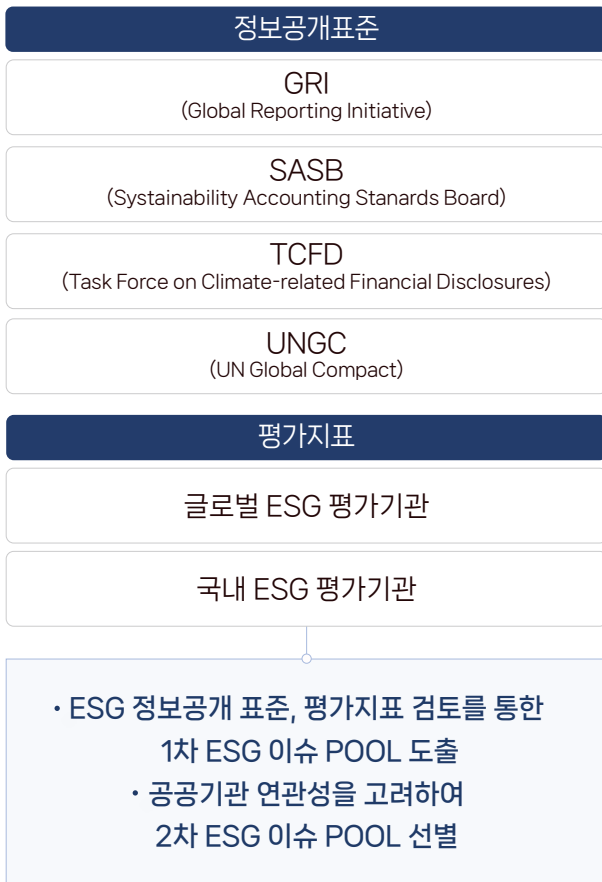 정보공개표준
GRI
(Global Reporting Initiative)
SASB
(Systainability Accounting Stanards Board)
TCFD
(Task Force on Climate-related Financial Disclosures)
UNGC
(UN Global Compact)
평가지표
글로벌 ESG 평가기관
국내 ESG 평가기관
• ESG 정보공개 표준, 평가지표 검토를 통한
1차 ESG 이슈 POOL 도출
• 공공기관 연관성을 고려하여
2차 ESG 이슈 POOL 선별